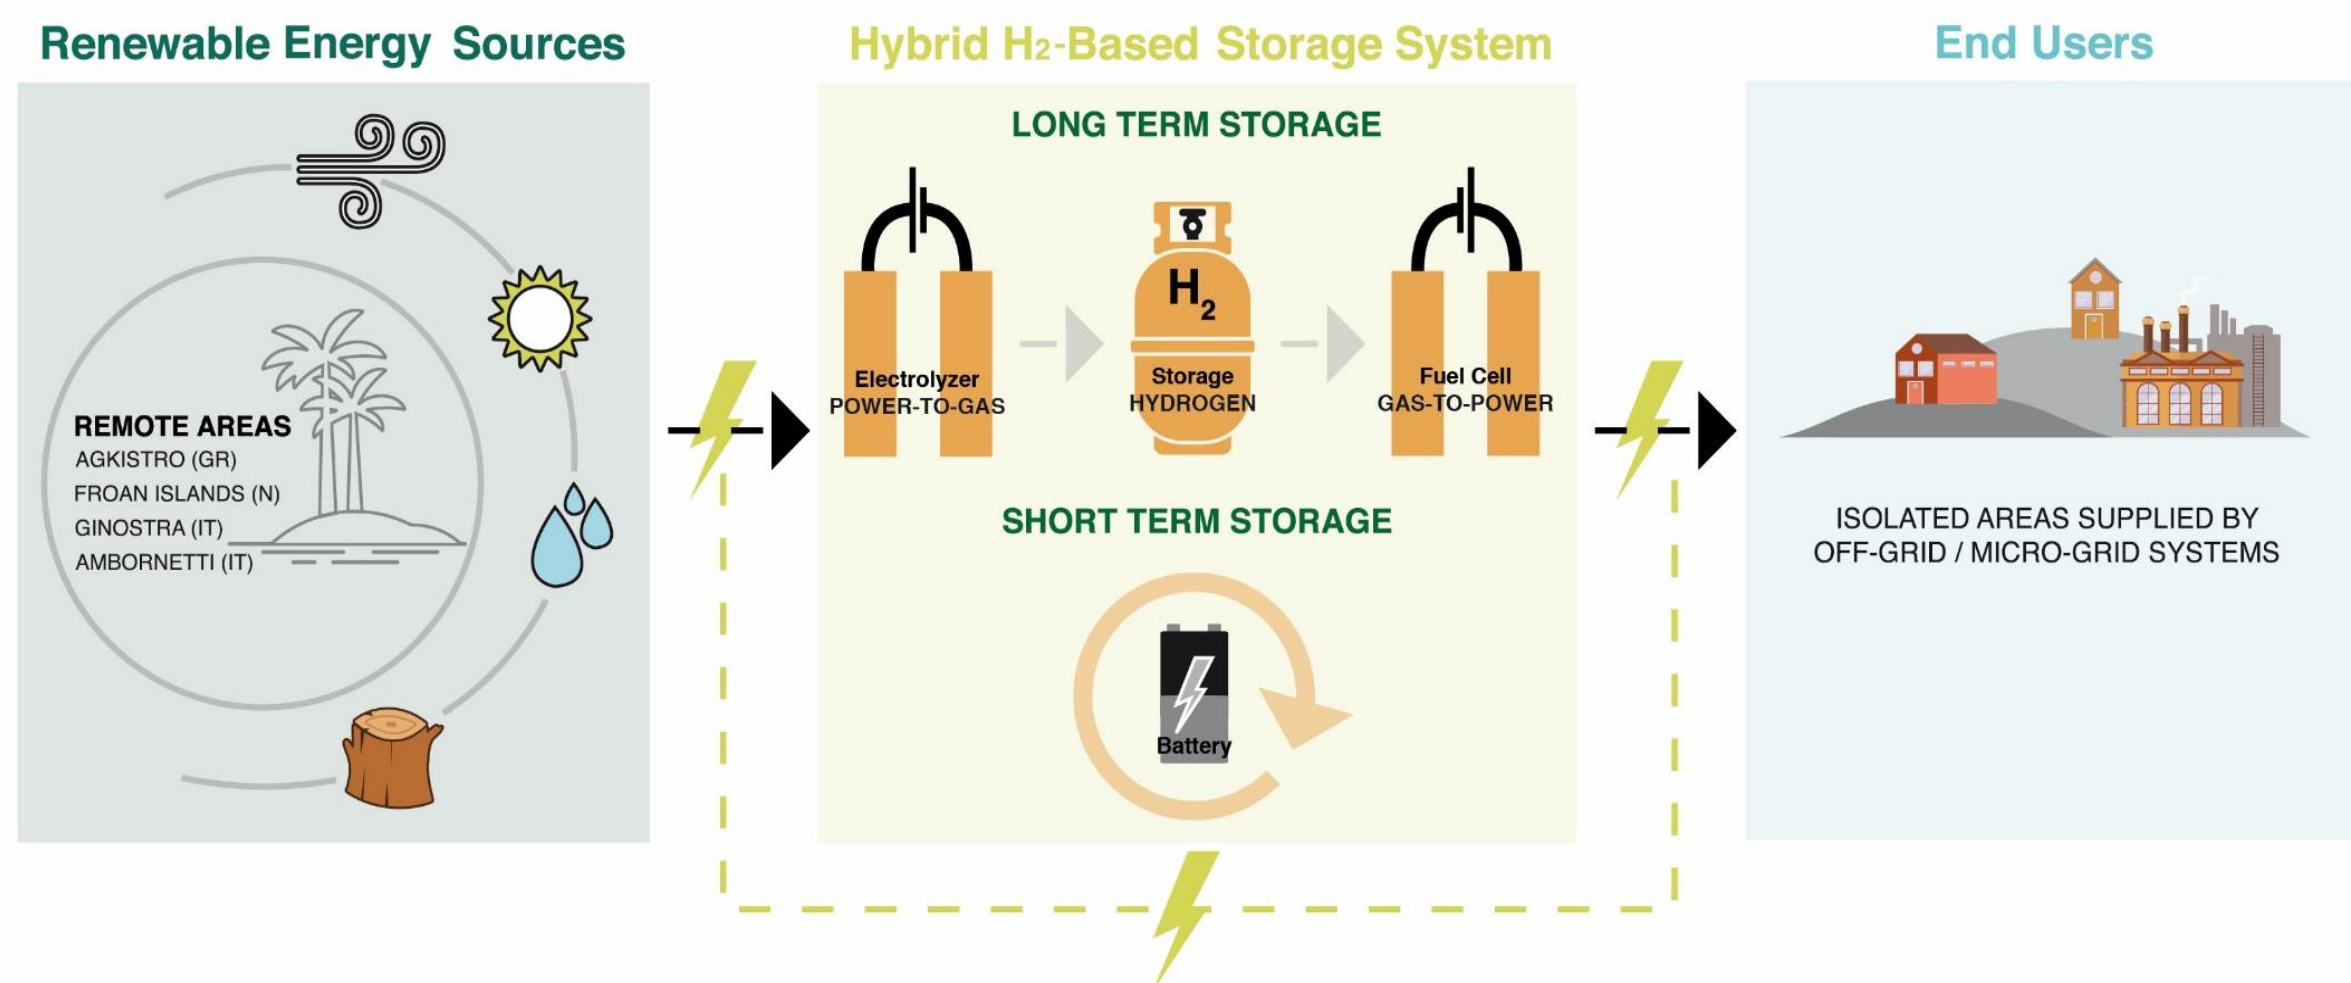 Renewable Energy Sources
REMOTE AREAS
AGKISTRO (GR)
FROAN ISLANDS (N)
GINOSTRA (IT)
AMBORNETTI (IT)
Hybrid H2-Based Storage System
LONG TERM STORAGE
Electrolyzer
POWER-TO-GAS
H2
Storage
HYDROGEN
Fuel Cell
GAS-TO-POWER
SHORT TERM STORAGE
Battery
End Users
ISOLATED AREAS SUPPLIED BY
OFF-GRID / MICRO-GRID SYSTEMS